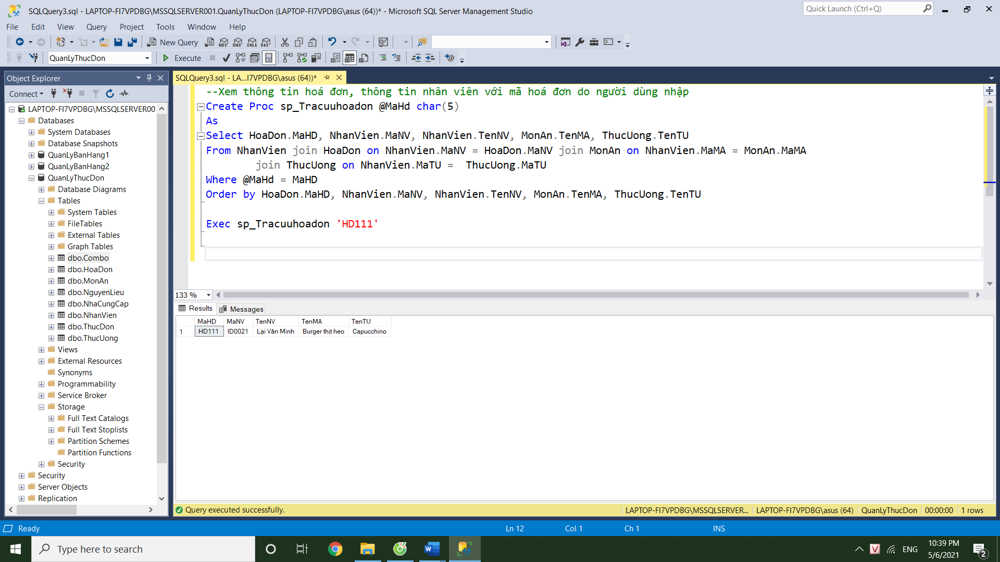 SQLQuery3.sql - LAPTOP-FI7VPDBG\MSSQLSERVER001.QuanLyThucDon (LAPTOP-FI7VPDBG\asus (64))* - Microsoft SQL Server Management Studio
Quick Launch (Ctrl+Q)
File Edit View Query Project Tools Window Help
New Query MDX DMX XMLA DAX
QuanLyThucDon Execute
Object Explorer
Connect
LAPTOP-FI7VPDBG\MSSQLSERVER00
Databases
System Databases
Database Snapshots
QuanLyBanHang1
QuanLyBanHang2
QuanLyThucDon
Database Diagrams
Tables
System Tables
FileTables
External Tables
Graph Tables
dbo.Combo
dbo.HoaDon
dbo.MonAn
dbo.NguyenLieu
dbo.NhaCungCap
dbo.NhanVien
dbo.ThucDon
dbo.ThucUong
Views
External Resources
Synonyms
Programmability
Service Broker
Storage
Full Text Catalogs
Full Text Stoplists
Partition Schemes
Partition Functions
Security
Security
Server Objects
Replication
SQLQuery3.sql - LA...I7VPDBG\asus (64))*
--Xem thông tin hoá đơn, thông tin nhân viên với mã hoá đơn do người dùng nhập
Create Proc sp_Tracuuhoadon @MaHd char(5)
As
Select HoaDon.MaHD, NhanVien.MaNV, NhanVien.TenNV, MonAn.TenMA, ThucUong.TenTU
From NhanVien join HoaDon on NhanVien.MaNV = HoaDon.MaNV join MonAn on NhanVien.MaMA = MonAn.MaMA
join ThucUong on NhanVien.MaTU =  ThucUong.MaTU
Where @MaHd = MaHD
Order by HoaDon.MaHD, NhanVien.MaNV, NhanVien.TenNV, MonAn.TenMA, ThucUong.TenTU
Exec sp_Tracuuhoadon 'HD111'
133 %
Results Messages
MaHD MaNV TenNV TenMA TenTU
1 HD111 ID0021 Lại Văn Minh Burger thịt heo Capucchino
Query executed successfully. LAPTOP-FI7VPDBG\MSSQLSERVER... LAPTOP-FI7VPDBG\asus (64) QuanLyThucDon 00:00:00 1 rows
Ready Ln 12 Col 1 Ch 1 INS
Type here to search
ENG
10:39 PM
5/6/2021
2